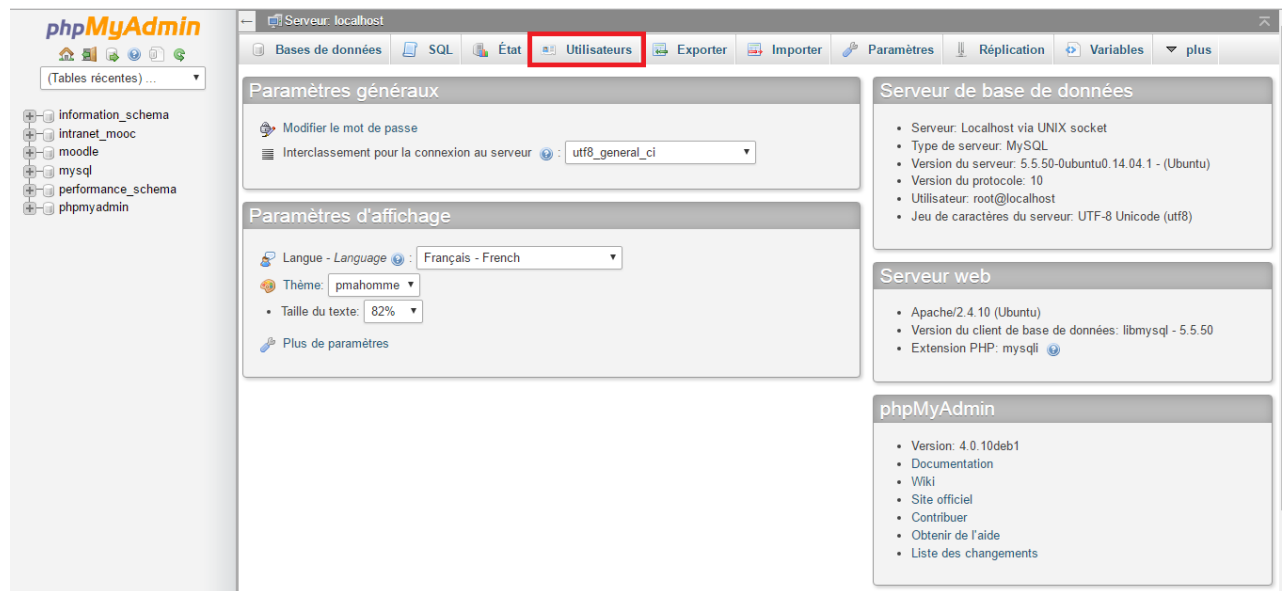 phpMyAdmin
(Tables récentes) ...
information_schema
intranet_mooc
moodle
mysql
performance_schema
phpmyadmin
Serveur: localhost
Bases de données SQL État Utilisateurs Exporter Importer Paramètres Réplication Variables plus
Paramètres généraux
Modifier le mot de passe
Interclassement pour la connexion au serveur : utf8_general_ci
Paramètres d'affichage
Langue - Language : Français - French
Thème: pmahomme
Taille du texte: 82%
Plus de paramètres
Serveur de base de données
Serveur: Localhost via UNIX socket
Type de serveur: MySQL
Version du serveur: 5.5.50-0ubuntu0.14.04.1 - (Ubuntu)
Version du protocole: 10
Utilisateur: root@localhost
Jeu de caractères du serveur: UTF-8 Unicode (utf8)
Serveur web
Apache/2.4.10 (Ubuntu)
Version du client de base de données: libmysql - 5.5.50
Extension PHP: mysqli
phpMyAdmin
Version: 4.0.10deb1
Documentation
Wiki
Site officiel
Contribuer
Obtenir de l'aide
Liste des changements